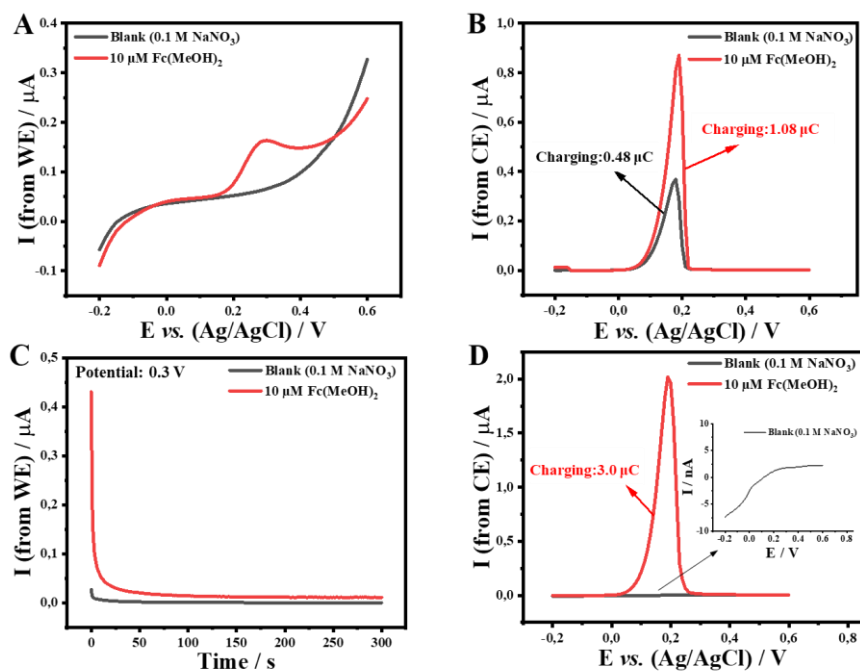 A
Blank (0.1 M NaNO₃)
10 μM Fc(MeOH)₂
I (from WE) / μA
0.4
0.3
0.2
0.1
0.0
-0.1
-0.2
0.0
0.2
0.4
0.6
E vs. (Ag/AgCl) / V
B
Blank (0.1 M NaNO₃)
10 μM Fc(MeOH)₂
Charging:0.48 μC
Charging:1.08 μC
I (from CE) / μA
1,0
0,8
0,6
0,4
0,2
0,0
-0,2
0,0
0,2
0,4
0,6
E vs. (Ag/AgCl) / V
C
Potential: 0.3 V
Blank (0.1 M NaNO₃)
10 μM Fc(MeOH)₂
I (from WE) / μA
0,5
0,4
0,3
0,2
0,1
0,0
0
50
100
150
200
250
300
Time / s
D
Blank (0.1 M NaNO₃)
10 μM Fc(MeOH)₂
Charging:3.0 μC
I (from CE) / μA
2,0
1,5
1,0
0,5
0,0
-0,2
0,0
0,2
0,4
0,6
0,8
E vs. (Ag/AgCl) / V
Blank (0.1 M NaNO₃)
I / nA
10
5
0
-5
-10
-0.2
0.0
0.2
0.4
0.6
0.8
E / V